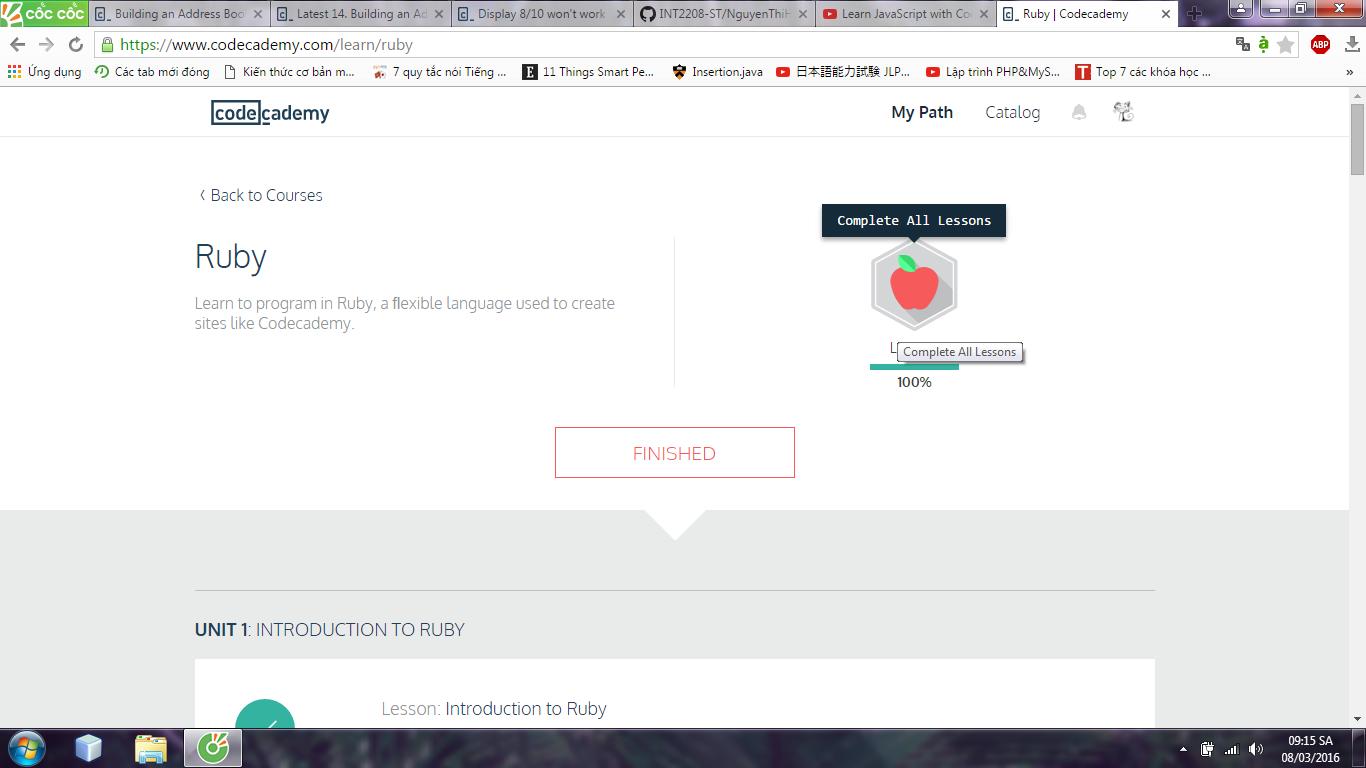 cốc cốc
Building an Address Boo
Latest 14. Building an Ad
Display 8/10 won't work
INT2208-ST/NguyenThiH
Learn JavaScript with Co
Ruby | Codecademy
https://www.codecademy.com/learn/ruby
ABP
Ứng dụng
Các tab mới đóng
Kiến thức cơ bản m...
7 quy tắc nói Tiếng ...
11 Things Smart Pe...
Insertion.java
日本語能力試験 JLP...
Lập trình PHP&MyS...
Top 7 các khóa học ...
»
codecademy
My Path
Catalog
Back to Courses
Complete All Lessons
Ruby
Learn to program in Ruby, a flexible language used to create
sites like Codecademy.
Complete All Lessons
100%
FINISHED
UNIT 1: INTRODUCTION TO RUBY
Lesson: Introduction to Ruby
09:15 SA
08/03/2016